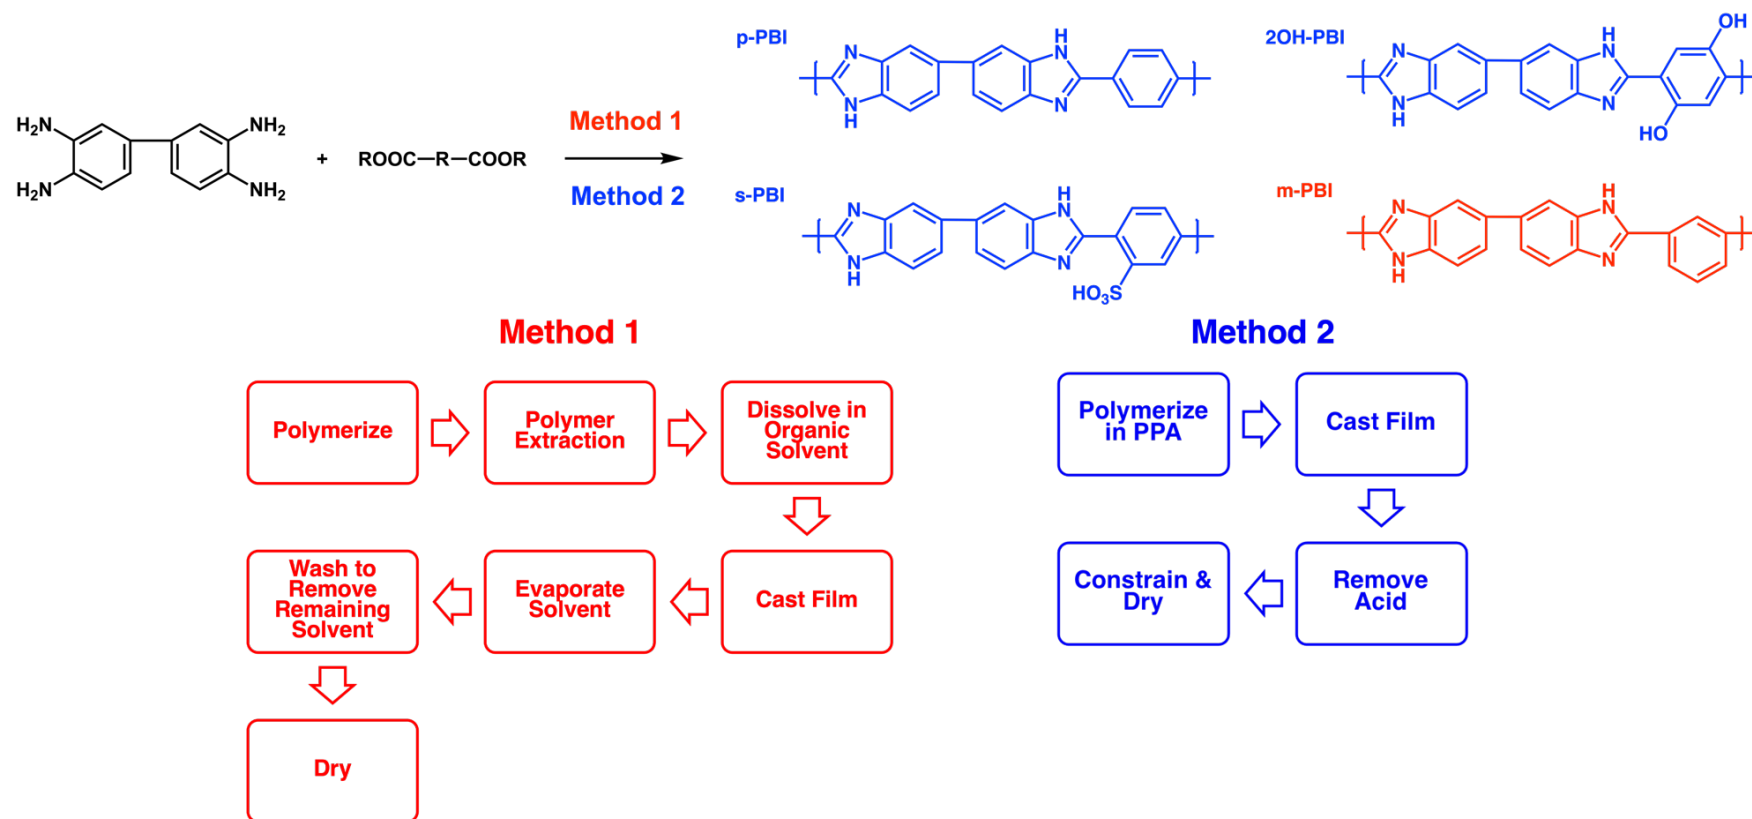 p-PBI
N
H
N
N
H
N
2OH-PBI
OH
N
H
N
N
H
N
HO
H₂N
H₂N
NH₂
NH₂
+
ROOC–R–COOR
Method 1
Method 2
s-PBI
N
H
N
N
H
N
HO₃S
m-PBI
N
H
N
N
H
N
Method 1
Polymerize
Polymer
Extraction
Dissolve in
Organic
Solvent
Cast Film
Evaporate
Solvent
Wash to
Remove
Remaining
Solvent
Dry
Method 2
Polymerize
in PPA
Cast Film
Remove
Acid
Constrain &
Dry